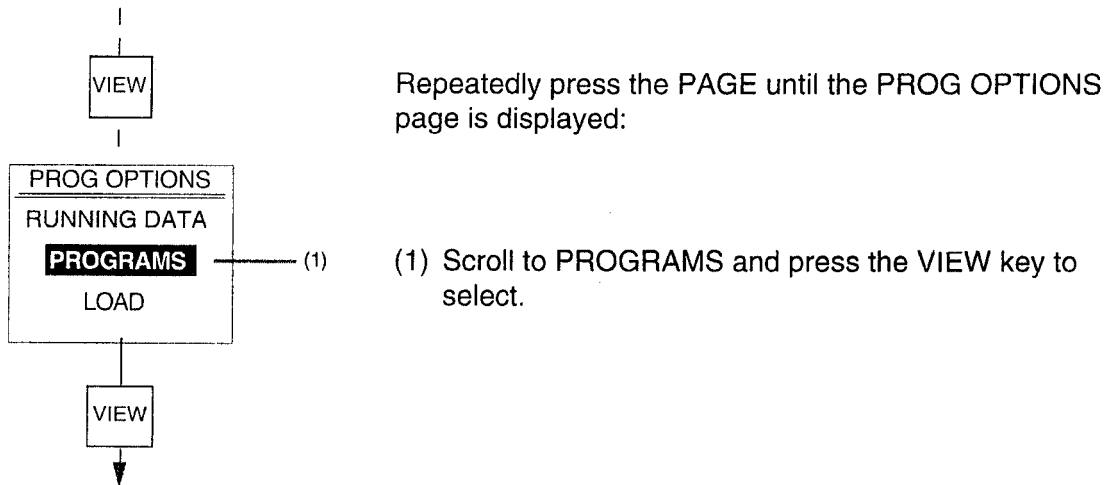 VIEW
Repeatedly press the PAGE until the PROG OPTIONS
page is displayed:
PROG OPTIONS
RUNNING DATA
PROGRAMS
(1)
LOAD
(1) Scroll to PROGRAMS and press the VIEW key to
select.
VIEW